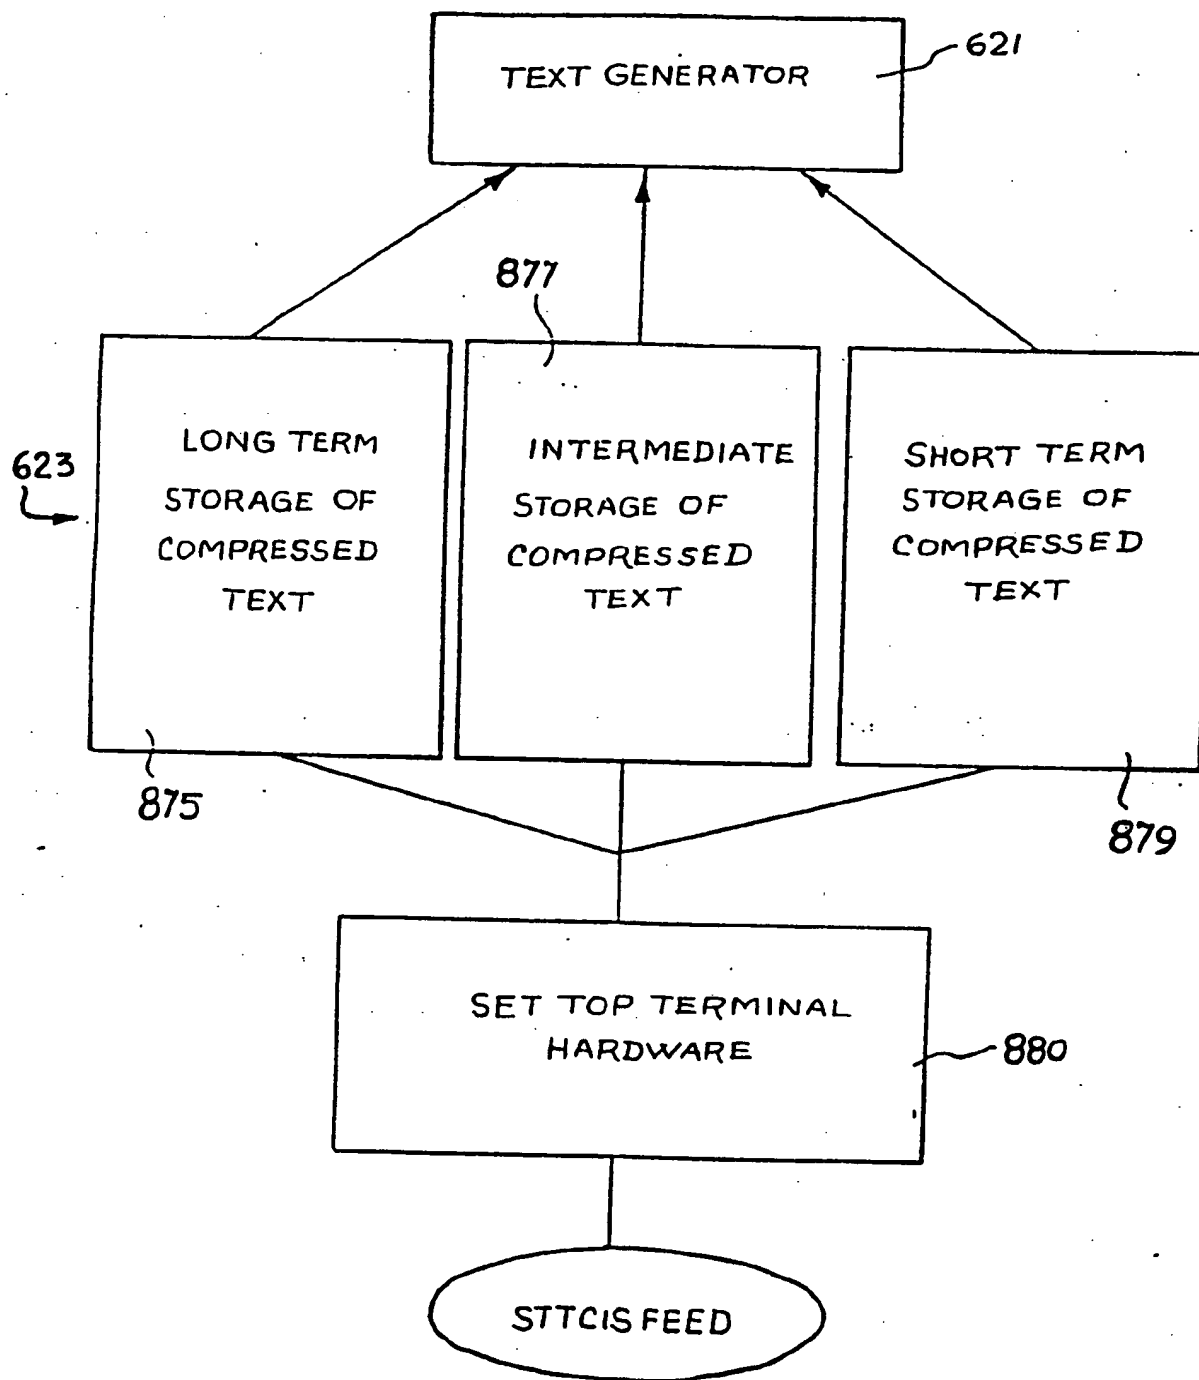 TEXT GENERATOR
621
877
623
LONG TERM
STORAGE OF
COMPRESSED
TEXT
INTERMEDIATE
STORAGE OF
COMPRESSED
TEXT
SHORT TERM
STORAGE OF
COMPRESSED
TEXT
875
879
SET TOP TERMINAL
HARDWARE
880
STTCIS FEED